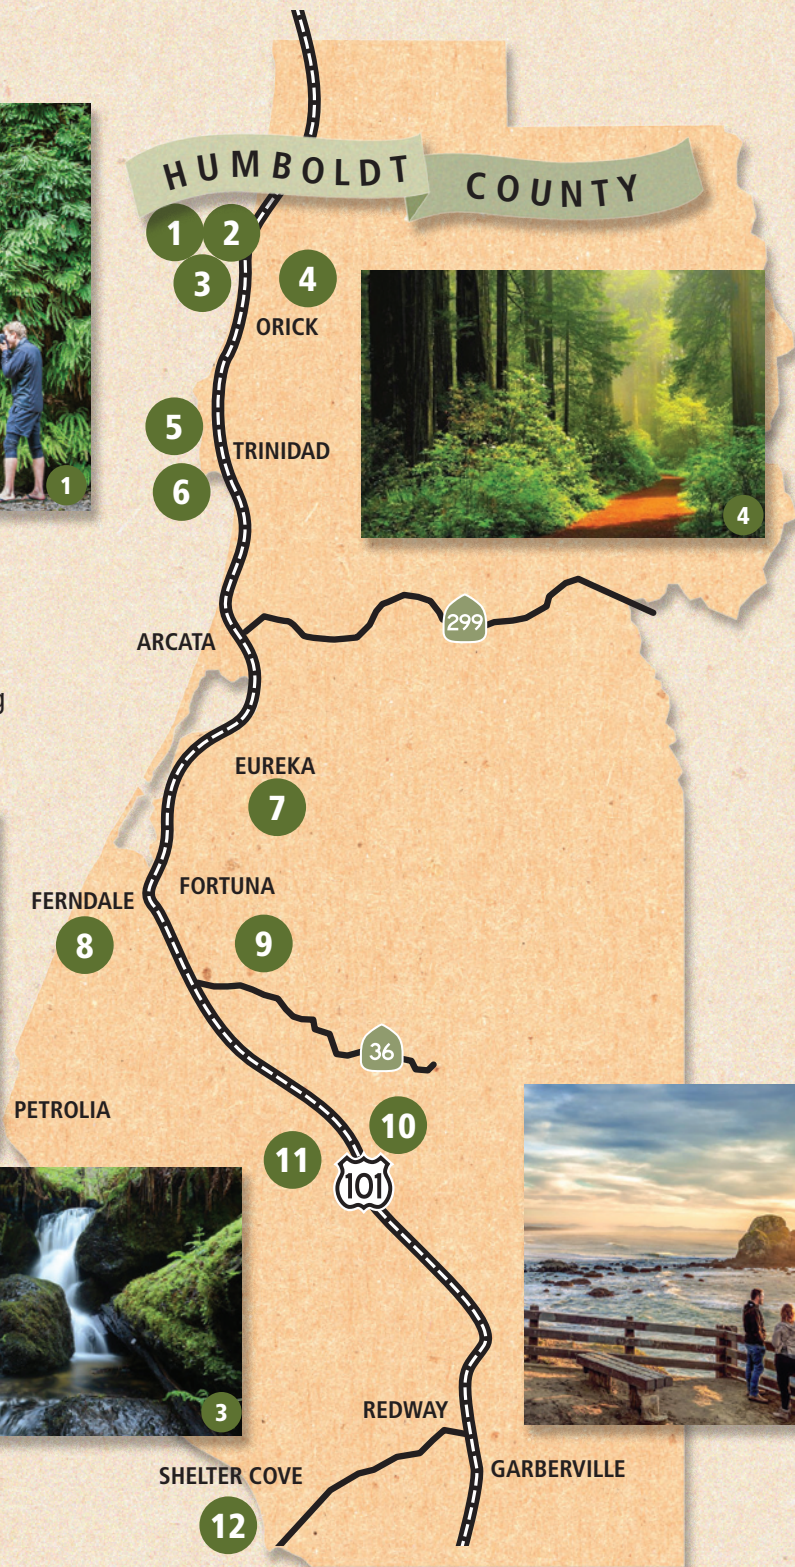 HUMBOLDT COUNTY
1 2
3 4
ORICK
1
4
5
TRINIDAD
6
299
ARCATA
g
EUREKA
7
FORTUNA
FERNDALE
8 9
36
PETROLIA
10
11
101
3
REDWAY
SHELTER COVE
GARBERVILLE
12